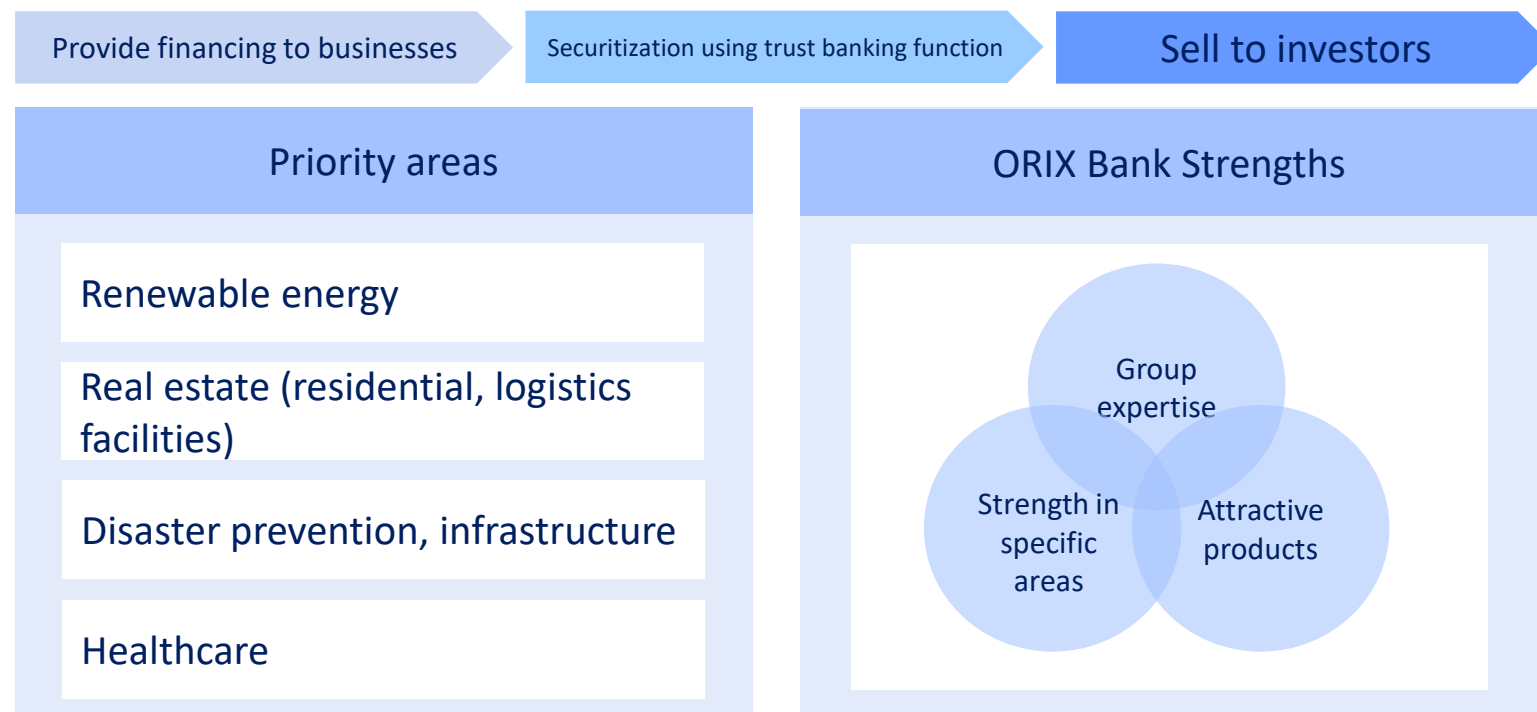 Provide financing to businesses
Securitization using trust banking function
Sell to investors
Priority areas
Renewable energy
Real estate (residential, logistics
facilities)
Disaster prevention, infrastructure
Healthcare
ORIX Bank Strengths
Group
expertise
Strength in
specific
areas
Attractive
products